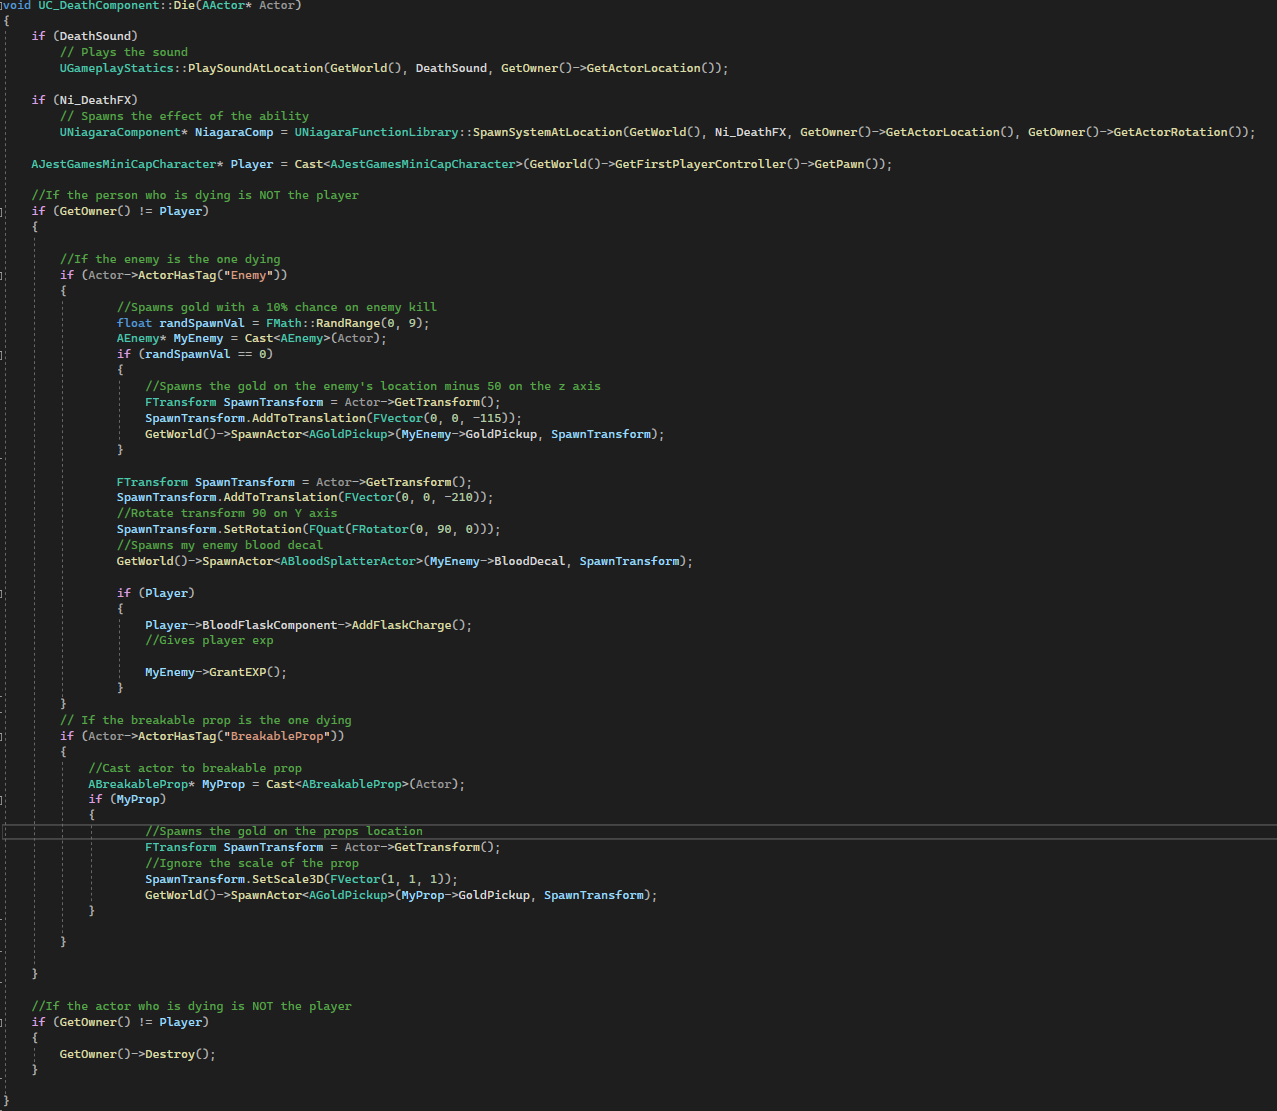 void UC_DeathComponent::Die(AActor* Actor)
{
if (DeathSound)
// Plays the sound
UGameplayStatics::PlaySoundAtLocation(GetWorld(), DeathSound, GetOwner()->GetActorLocation());
if (Ni_DeathFX)
// Spawns the effect of the ability
UNiagaraComponent* NiagaraComp = UNiagaraFunctionLibrary::SpawnSystemAtLocation(GetWorld(), Ni_DeathFX, GetOwner()->GetActorLocation(), GetOwner()->GetActorRotation());
AJestGamesMiniCapCharacter* Player = Cast<AJestGamesMiniCapCharacter>(GetWorld()->GetFirstPlayerController()->GetPawn());
//If the person who is dying is NOT the player
if (GetOwner() != Player)
{
//If the enemy is the one dying
if (Actor->ActorHasTag("Enemy"))
{
//Spawns gold with a 10% chance on enemy kill
float randSpawnVal = FMath::RandRange(0, 9);
AEnemy* MyEnemy = Cast<AEnemy>(Actor);
if (randSpawnVal == 0)
{
//Spawns the gold on the enemy's location minus 50 on the z axis
FTransform SpawnTransform = Actor->GetTransform();
SpawnTransform.AddToTranslation(FVector(0, 0, -115));
GetWorld()->SpawnActor<AGoldPickup>(MyEnemy->GoldPickup, SpawnTransform);
}
FTransform SpawnTransform = Actor->GetTransform();
SpawnTransform.AddToTranslation(FVector(0, 0, -210));
//Rotate transform 90 on Y axis
SpawnTransform.SetRotation(FQuat(FRotator(0, 90, 0)));
//Spawns my enemy blood decal
GetWorld()->SpawnActor<ABloodSplatterActor>(MyEnemy->BloodDecal, SpawnTransform);
if (Player)
{
Player->BloodFlaskComponent->AddFlaskCharge();
//Gives player exp
MyEnemy->GrantEXP();
}
}
// If the breakable prop is the one dying
if (Actor->ActorHasTag("BreakableProp"))
{
//Cast actor to breakable prop
ABreakableProp* MyProp = Cast<ABreakableProp>(Actor);
if (MyProp)
{
//Spawns the gold on the props location
FTransform SpawnTransform = Actor->GetTransform();
//Ignore the scale of the prop
SpawnTransform.SetScale3D(FVector(1, 1, 1));
GetWorld()->SpawnActor<AGoldPickup>(MyProp->GoldPickup, SpawnTransform);
}
}
}
//If the actor who is dying is NOT the player
if (GetOwner() != Player)
{
GetOwner()->Destroy();
}
}